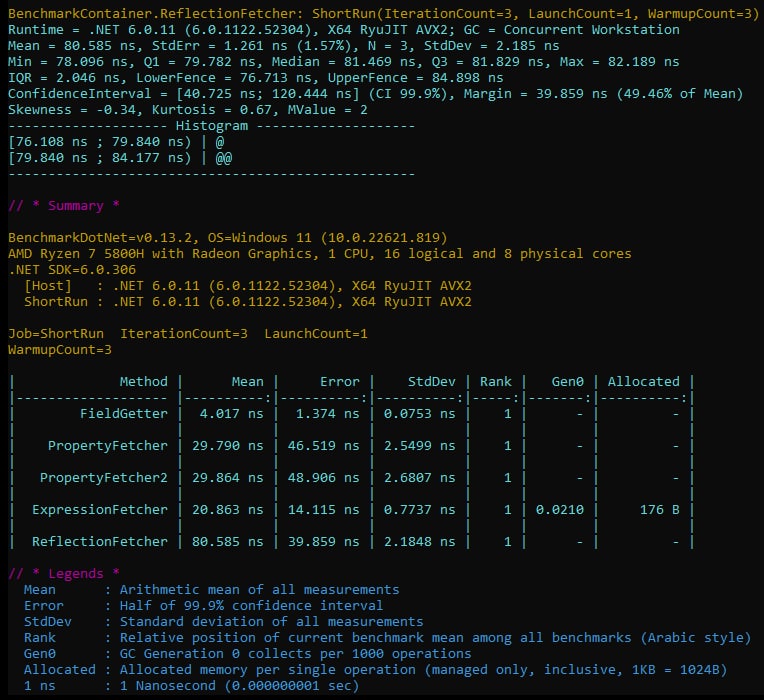 BenchmarkContainer.ReflectionFetcher: ShortRun(IterationCount=3, LaunchCount=1, WarmupCount=3)
Runtime = .NET 6.0.11 (6.0.1122.52304), X64 RyuJIT AVX2; GC = Concurrent Workstation
Mean = 80.585 ns, StdErr = 1.261 ns (1.57%), N = 3, StdDev = 2.185 ns
Min = 78.096 ns, Q1 = 79.782 ns, Median = 81.469 ns, Q3 = 81.829 ns, Max = 82.189 ns
IQR = 2.046 ns, LowerFence = 76.713 ns, UpperFence = 84.898 ns
ConfidenceInterval = [40.725 ns; 120.444 ns] (CI 99.9%), Margin = 39.859 ns (49.46% of Mean)
Skewness = -0.34, Kurtosis = 0.67, MValue = 2
-------------------- Histogram --------------------
[76.108 ns ; 79.840 ns) | @
[79.840 ns ; 84.177 ns) | @@
---------------------------------------------------
// * Summary *
BenchmarkDotNet=v0.13.2, OS=Windows 11 (10.0.22621.819)
AMD Ryzen 7 5800H with Radeon Graphics, 1 CPU, 16 logical and 8 physical cores
.NET SDK=6.0.306
  [Host]   : .NET 6.0.11 (6.0.1122.52304), X64 RyuJIT AVX2
  ShortRun : .NET 6.0.11 (6.0.1122.52304), X64 RyuJIT AVX2
Job=ShortRun  IterationCount=3  LaunchCount=1
WarmupCount=3
|             Method |      Mean |     Error |    StdDev | Rank |   Gen0 | Allocated |
|------------------- |----------:|----------:|----------:|-----:|-------:|----------:|
|        FieldGetter |  4.017 ns |  1.374 ns | 0.0753 ns |    1 |      - |         - |
|                    |           |           |           |      |        |           |
|    PropertyFetcher | 29.790 ns | 46.519 ns | 2.5499 ns |    1 |      - |         - |
|                    |           |           |           |      |        |           |
|   PropertyFetcher2 | 29.864 ns | 48.906 ns | 2.6807 ns |    1 |      - |         - |
|                    |           |           |           |      |        |           |
|  ExpressionFetcher | 20.863 ns | 14.115 ns | 0.7737 ns |    1 | 0.0210 |     176 B |
|                    |           |           |           |      |        |           |
|  ReflectionFetcher | 80.585 ns | 39.859 ns | 2.1848 ns |    1 |      - |         - |
// * Legends *
  Mean      : Arithmetic mean of all measurements
  Error     : Half of 99.9% confidence interval
  StdDev    : Standard deviation of all measurements
  Rank      : Relative position of current benchmark mean among all benchmarks (Arabic style)
  Gen0      : GC Generation 0 collects per 1000 operations
  Allocated : Allocated memory per single operation (managed only, inclusive, 1KB = 1024B)
  1 ns      : 1 Nanosecond (0.000000001 sec)